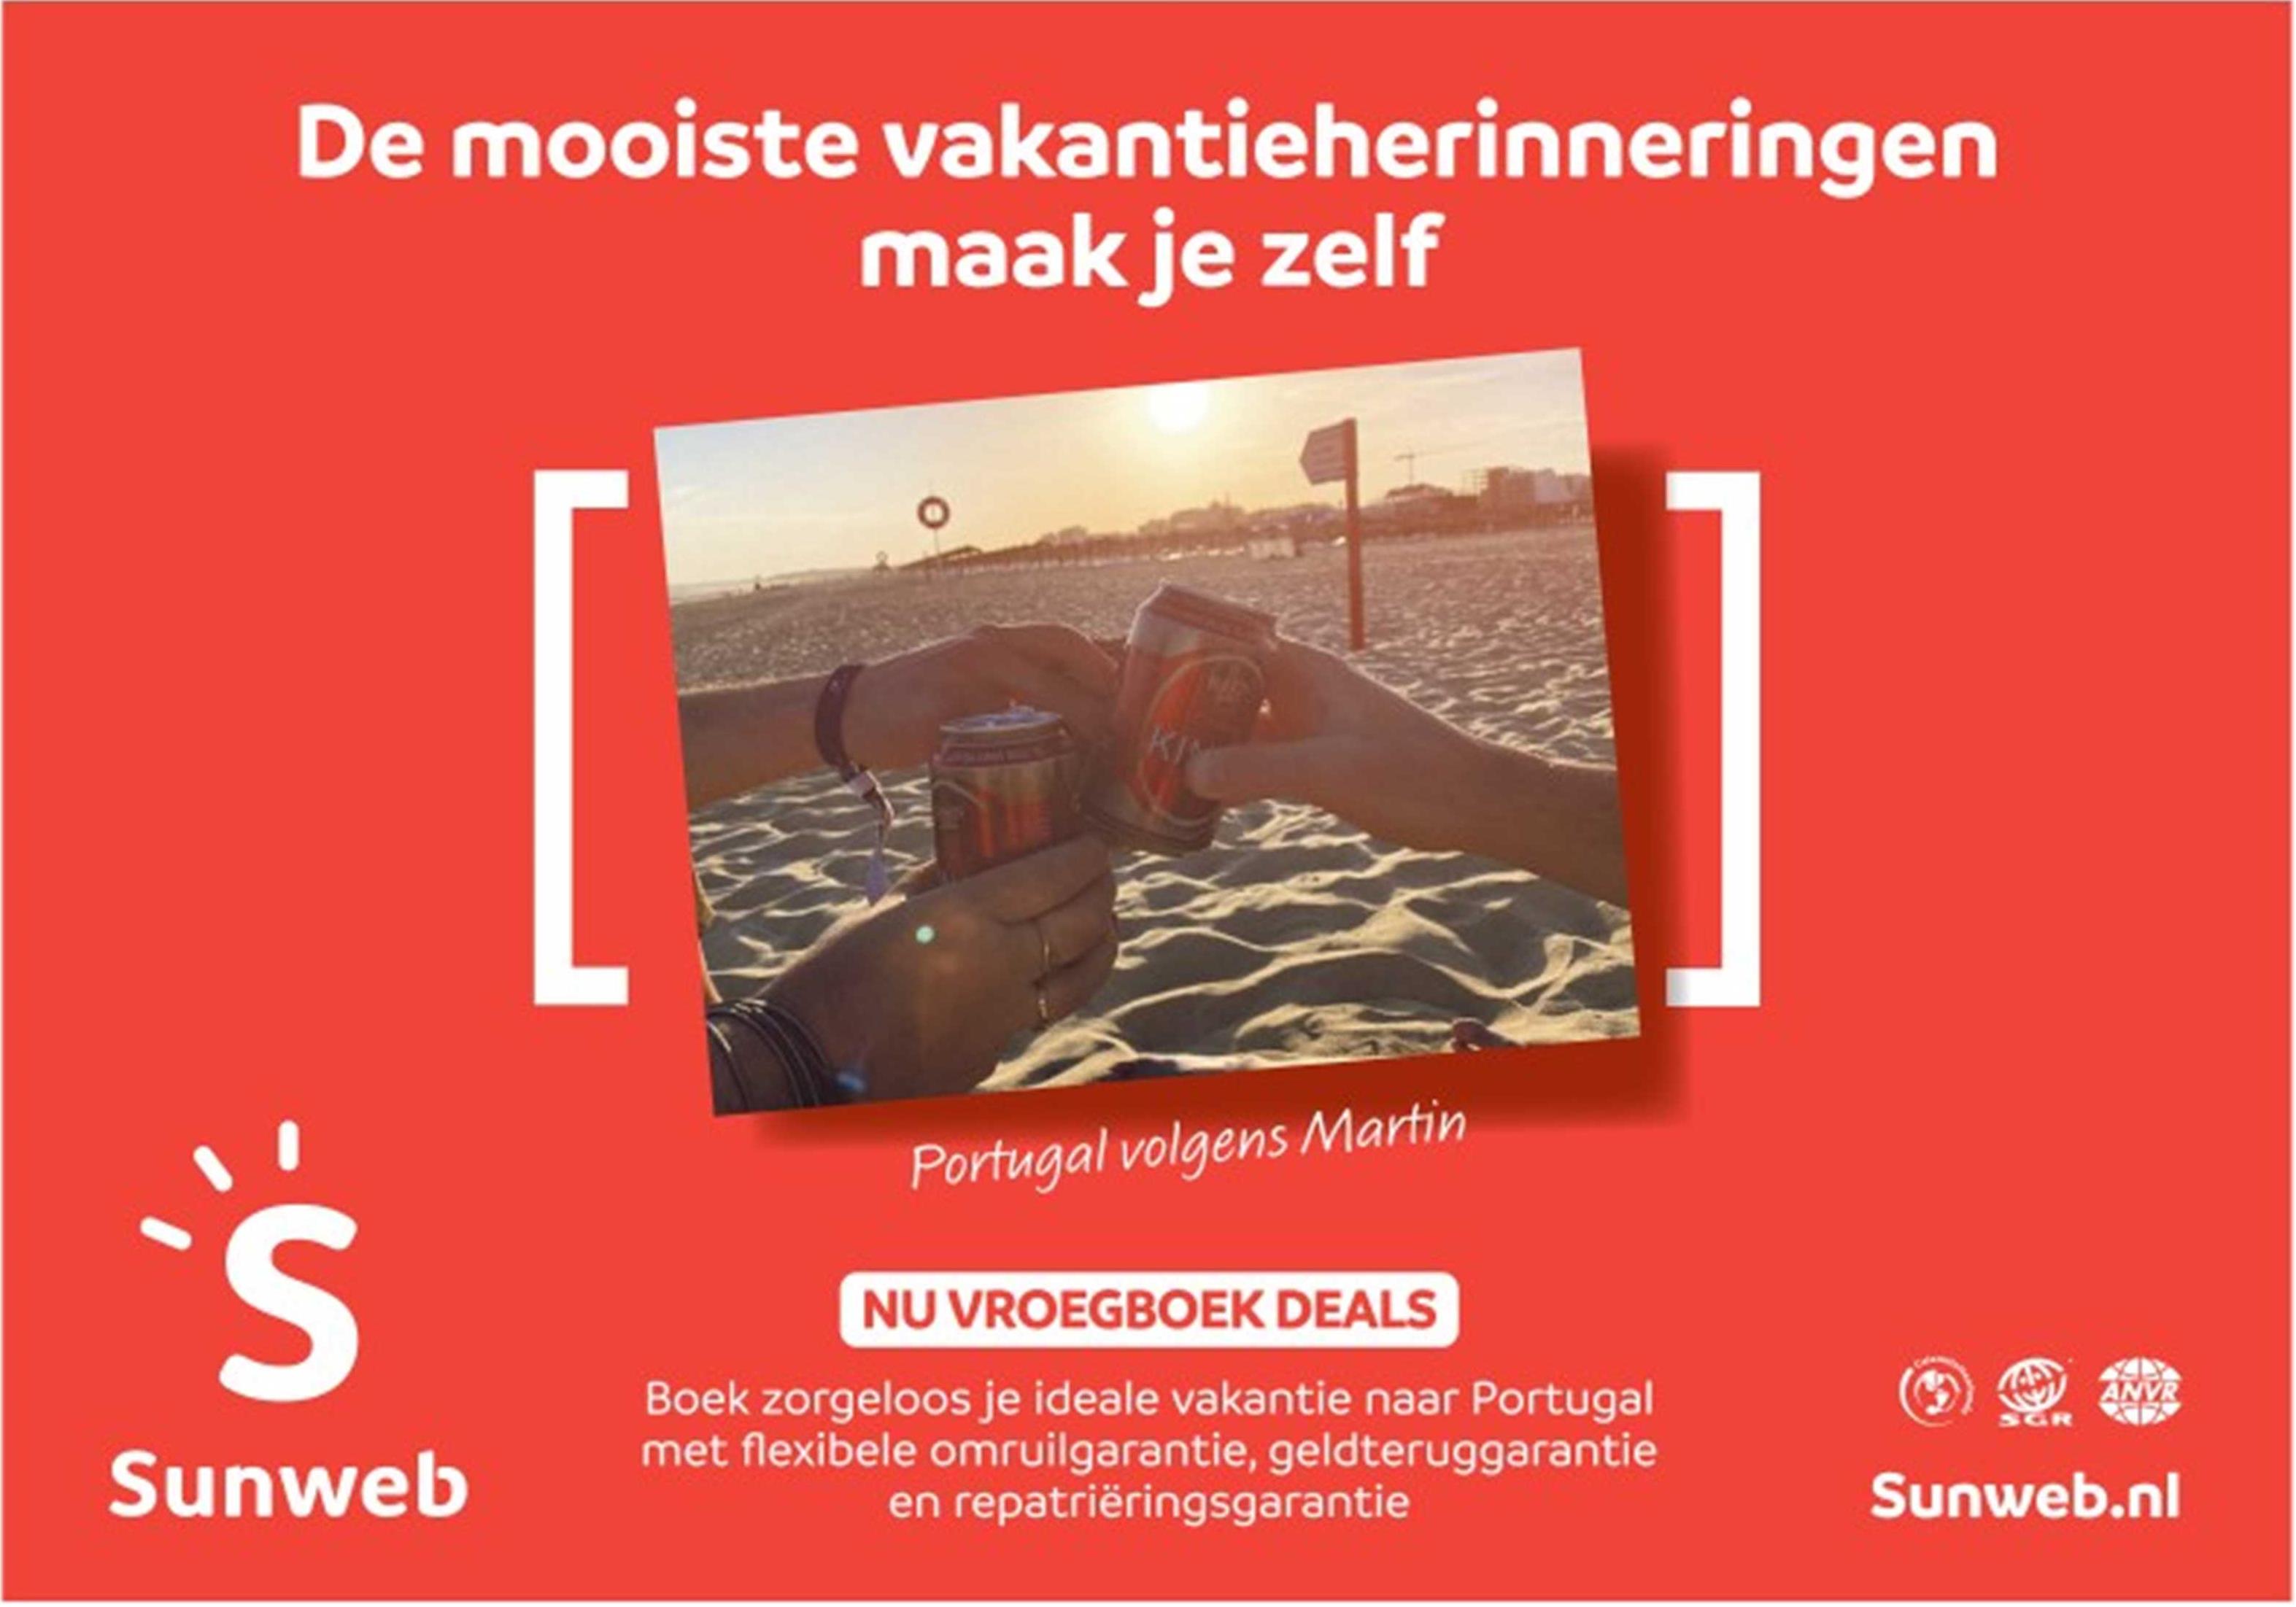 De mooiste vakantieherinneringen
maak je zelf
KIN
Portugal volgens Martin
NU VROEGBOEK DEALS
Boek zorgeloos je ideale vakantie naar Portugal
met flexibele omruilgarantie, geldteruggarantie
en repatriëringsgarantie
S
Sunweb
SGR
ANVR
Sunweb.nl